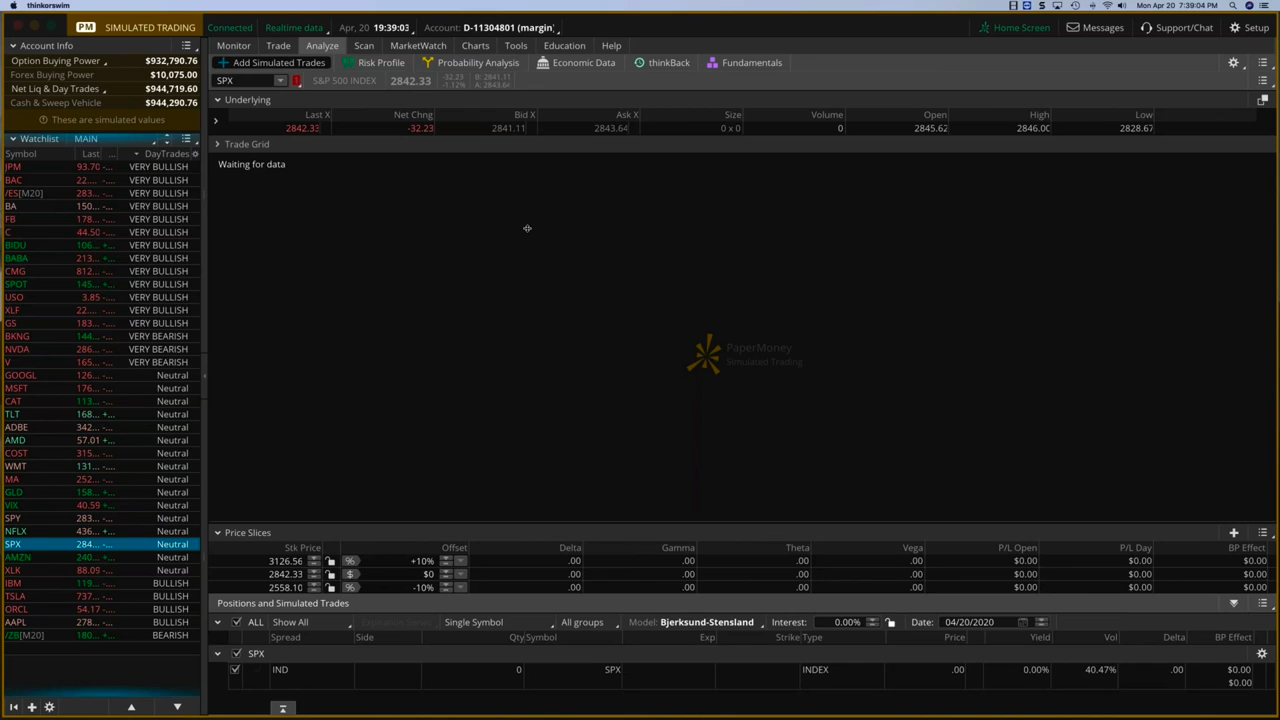 thinkorswim
Mon Apr 20 7:39:04 PM
PM SIMULATED TRADING
Connected Realtime data Apr, 20 19:39:03 Account: D-11304801 (margin)
Home Screen Messages Support/Chat Setup
Account Info
Option Buying Power $932,790.76
Forex Buying Power $10,075.00
Net Liq & Day Trades $944,719.60
Cash & Sweep Vehicle $944,290.76
These are simulated values
Watchlist MAIN
Symbol Last ... DayTrades
JPM 93.70 -... VERY BULLISH
BAC 22.... -... VERY BULLISH
/ES[M20] 283... -... VERY BULLISH
BA 150... -... VERY BULLISH
FB 178... -... VERY BULLISH
C 44.50 -... VERY BULLISH
BIDU 106... +... VERY BULLISH
BABA 213... +... VERY BULLISH
CMG 812... -... VERY BULLISH
SPOT 145... +... VERY BULLISH
USO 3.85 -... VERY BULLISH
XLF 22.... -... VERY BULLISH
GS 183... -... VERY BULLISH
BKNG 144... -... VERY BEARISH
NVDA 286... -... VERY BEARISH
V 165... -... VERY BEARISH
GOOGL 126... -... Neutral
MSFT 176... -... Neutral
CAT 113... -... Neutral
TLT 168... +... Neutral
ADBE 342... -... Neutral
AMD 57.01 +... Neutral
COST 315... -... Neutral
WMT 131... -... Neutral
MA 252... -... Neutral
GLD 158... +... Neutral
VIX 40.59 +... Neutral
SPY 283... -... Neutral
NFLX 436... +... Neutral
SPX 284... -... Neutral
AMZN 240... +... Neutral
XLK 88.09 -... Neutral
IBM 119... -... BULLISH
TSLA 737... -... BULLISH
ORCL 54.17 -... BULLISH
AAPL 278... -... BULLISH
/ZB[M20] 180... +... BEARISH
Monitor Trade Analyze Scan MarketWatch Charts Tools Education Help
Add Simulated Trades Risk Profile Probability Analysis Economic Data thinkBack Fundamentals
SPX S&P 500 INDEX 2842.33 -32.23 -1.12% B: 2841.11 A: 2843.64
Underlying
Last X Net Chng Bid X Ask X Size Volume Open High Low
2842.33 -32.23 2841.11 2843.64 0 x 0 0 2845.62 2846.00 2828.67
Trade Grid
Waiting for data
PaperMoney
Simulated Trading
Price Slices
Stk Price Offset Delta Gamma Theta Vega P/L Open P/L Day BP Effect
3126.56 % +10% .00 .00 .00 .00 $0.00 $0.00 $0.00
2842.33 $ $0 .00 .00 .00 .00 $0.00 $0.00 $0.00
2558.10 % -10% .00 .00 .00 .00 $0.00 $0.00 $0.00
Positions and Simulated Trades
ALL Show All Single Symbol All groups Model: Bjerksund-Stensland Interest: 0.00% Date: 04/20/2020
Spread Side Qty Symbol Exp Strike Type Price Yield Vol Delta BP Effect
SPX
IND 0 SPX INDEX .00 0.00% 40.47% .00 $0.00
$0.00